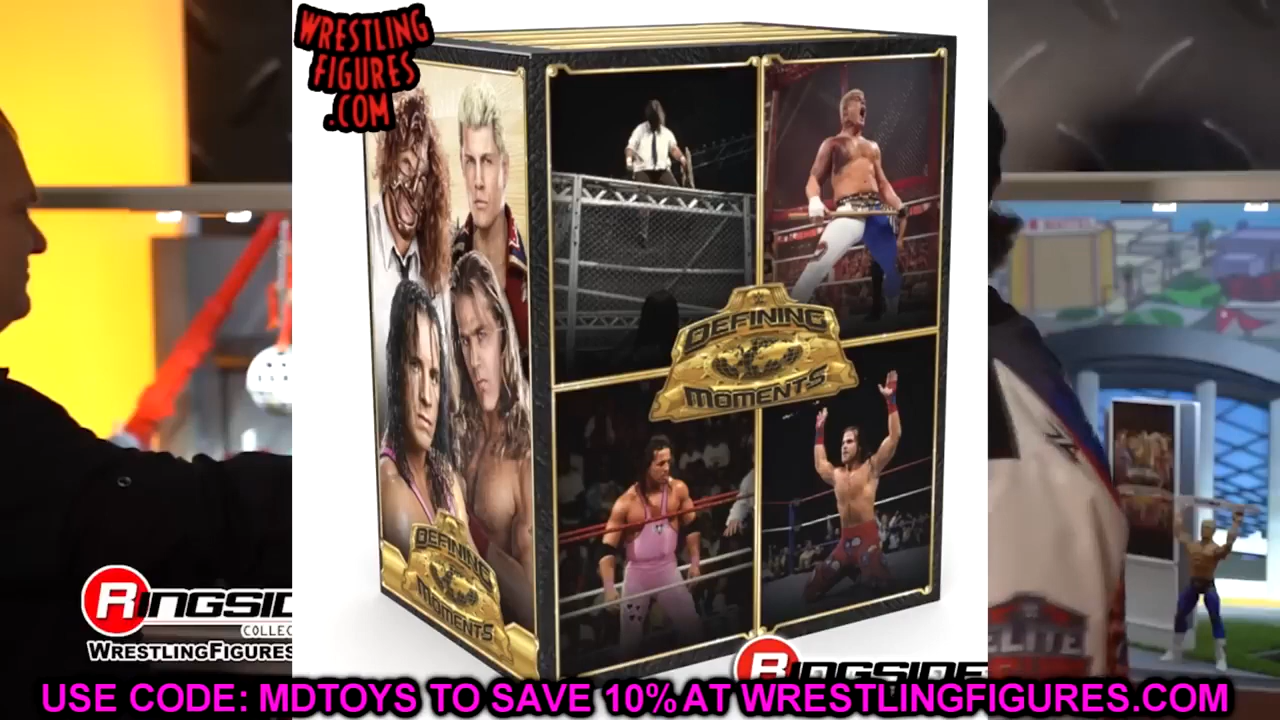 WRESTLING
FIGURES
.COM
DEFINING
MOMENTS
DEFINING
MOMENTS
RINGSIDE
COLLEC
WRESTLINGFIGURES
RINGSIDE
ELITE
USE CODE: MDTOYS TO SAVE 10% AT WRESTLINGFIGURES.COM